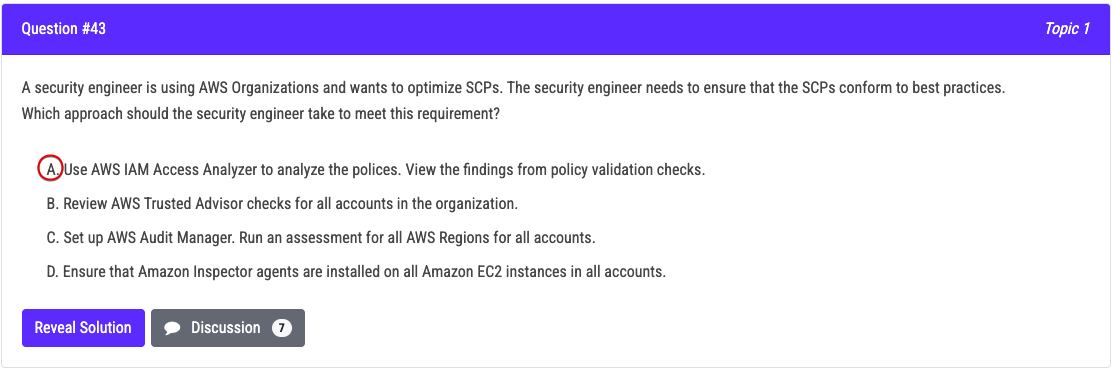 Question #43
Topic 1
A security engineer is using AWS Organizations and wants to optimize SCPs. The security engineer needs to ensure that the SCPs conform to best practices.
Which approach should the security engineer take to meet this requirement?
A. Use AWS IAM Access Analyzer to analyze the polices. View the findings from policy validation checks.
B. Review AWS Trusted Advisor checks for all accounts in the organization.
C. Set up AWS Audit Manager. Run an assessment for all AWS Regions for all accounts.
D. Ensure that Amazon Inspector agents are installed on all Amazon EC2 instances in all accounts.
Reveal Solution
Discussion 7